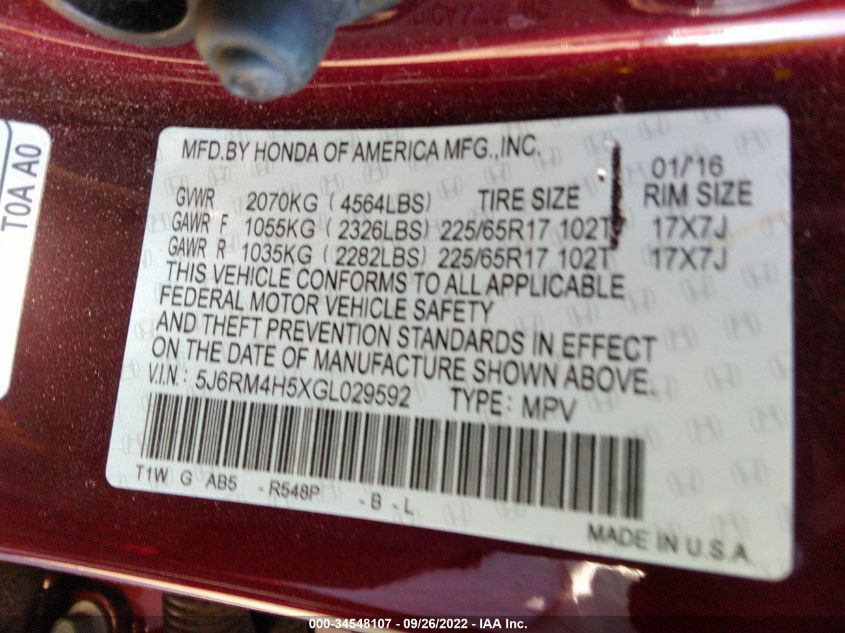 T0A A0
MFD.BY HONDA OF AMERICA MFG.,INC.
01/'16
GVWR 2070KG ( 4564LBS) TIRE SIZE RIM SIZE
GAWR F 1055KG ( 2326LBS) 225/65R17 102T 17X7J
GAWR R 1035KG ( 2282LBS) 225/65R17 102T 17X7J
THIS VEHICLE CONFORMS TO ALL APPLICABLE
FEDERAL MOTOR VEHICLE SAFETY
AND THEFT PREVENTION STANDARDS IN EFFECT
ON THE DATE OF MANUFACTURE SHOWN ABOVE.
V.I.N.: 5J6RM4H5XGL029592 TYPE: MPV
T1W G AB5 -R548P -B-L
MADE IN U.S.A
000-34548107 - 09/26/2022 - IAA Inc.